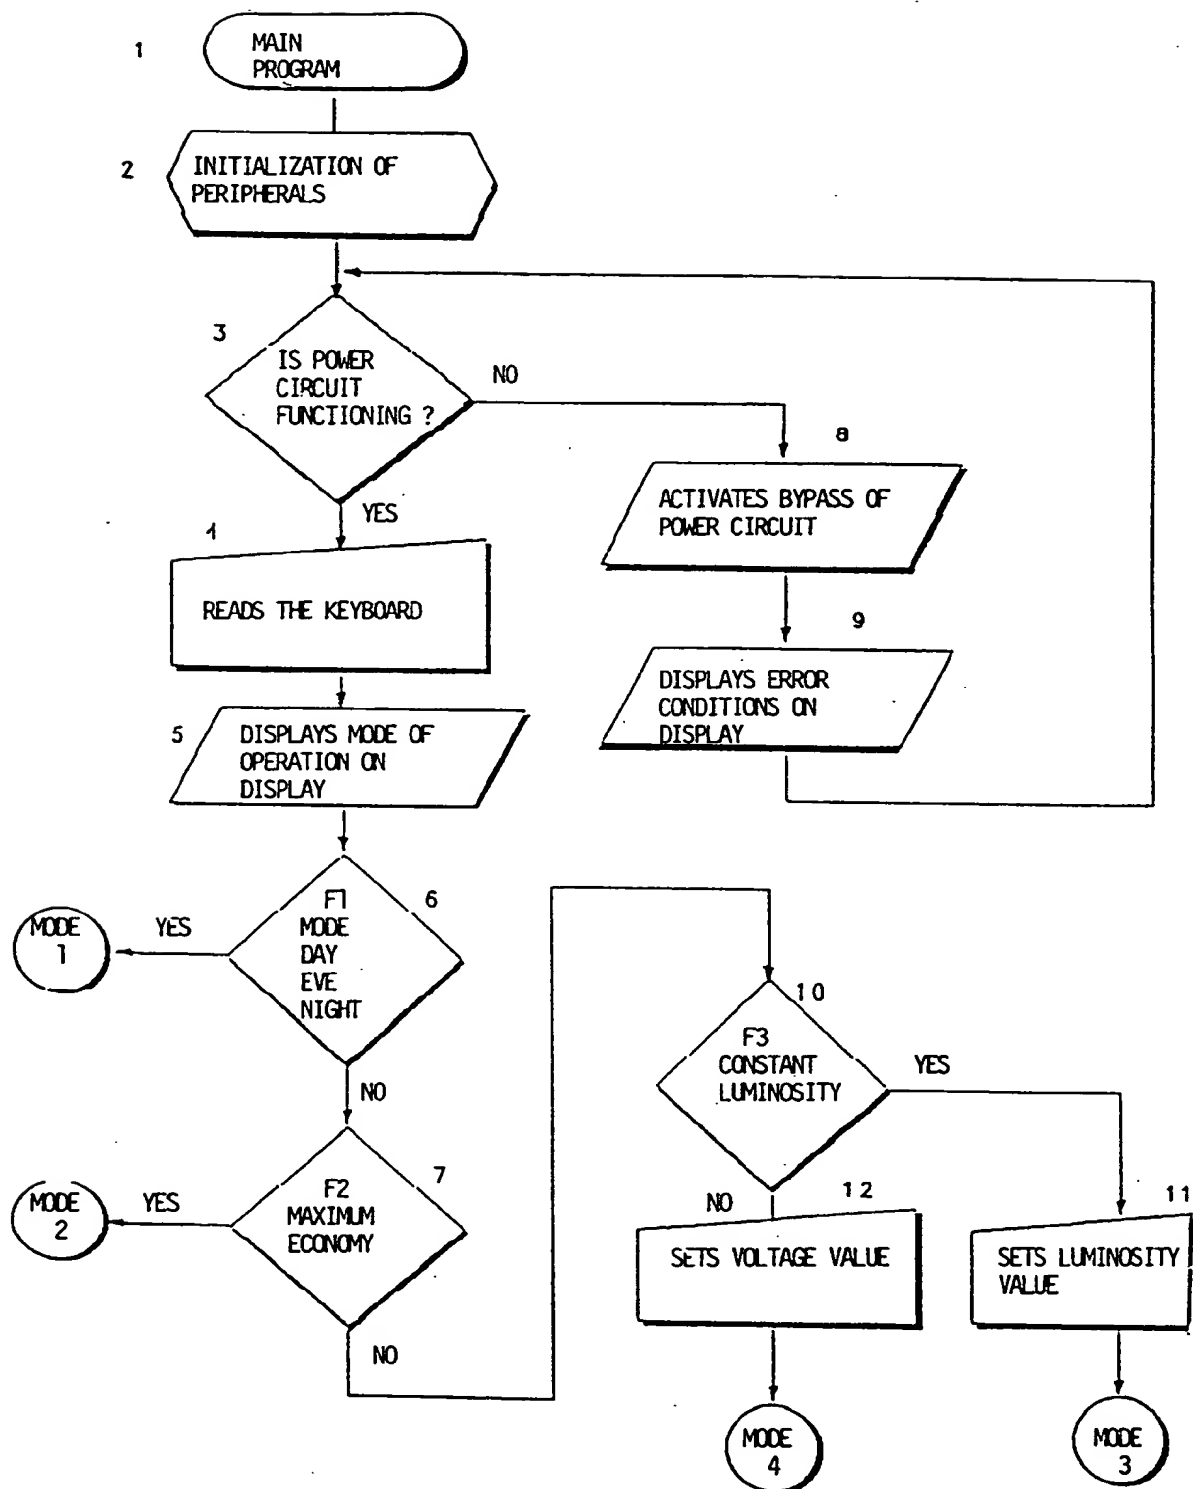 1
MAIN
PROGRAM
2
INITIALIZATION OF
PERIPHERALS
3
IS POWER
CIRCUIT
FUNCTIONING ?
NO
YES
8
ACTIVATES BYPASS OF
POWER CIRCUIT
4
READS THE KEYBOARD
9
DISPLAYS ERROR
CONDITIONS ON
DISPLAY
5
DISPLAYS MODE OF
OPERATION ON
DISPLAY
6
F1
MODE
DAY
EVE
NIGHT
YES
MODE
1
NO
7
F2
MAXIMUM
ECONOMY
YES
MODE
2
NO
10
F3
CONSTANT
LUMINOSITY
YES
NO
12
SETS VOLTAGE VALUE
11
SETS LUMINOSITY
VALUE
MODE
4
MODE
3